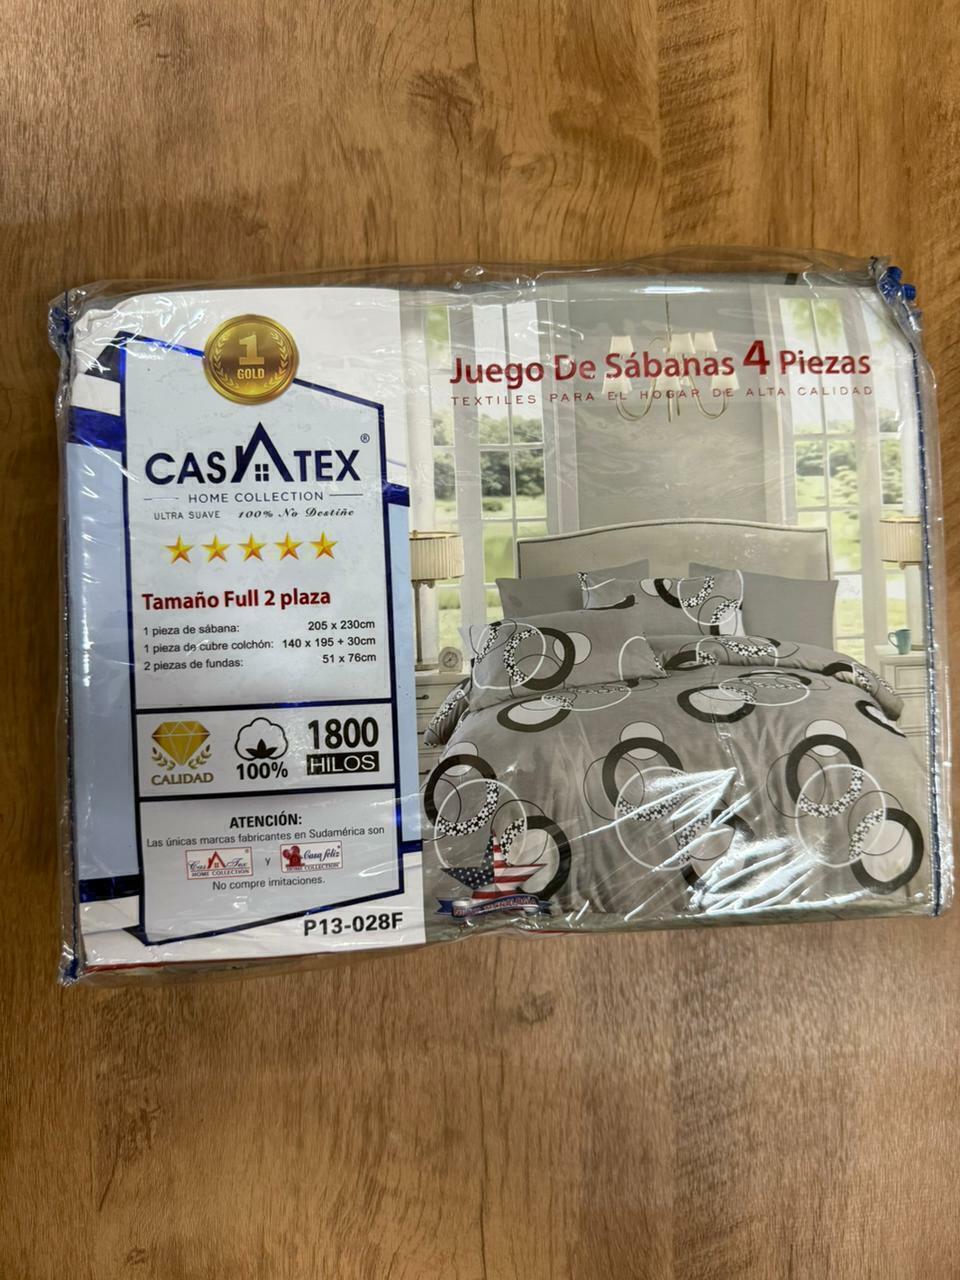 1
GOLD
CASATEX®
HOME COLLECTION
ULTRA SUAVE 100% No Destiñe
Tamaño Full 2 plaza
1 pieza de sábana: 205 x 230cm
1 pieza de cubre colchón: 140 x 195 + 30cm
2 piezas de fundas: 51 x 76cm
CALIDAD
100%
1800
HILOS
ATENCIÓN:
Las únicas marcas fabricantes en Sudamérica son
CasaTex
HOME COLLECTION
y
Casa feliz
HOME COLLECTION
No compre imitaciones.
P13-028F
Juego De Sábanas 4 Piezas
TEXTILES PARA EL HOGAR DE ALTA CALIDAD